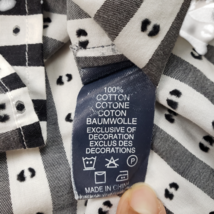 100%
COTTON
COTONE
COTON
BAUMWOLLE
EXCLUSIVE OF
DECORATION
EXCLUS DES
DECORATIONS
P
MADE IN CHINA